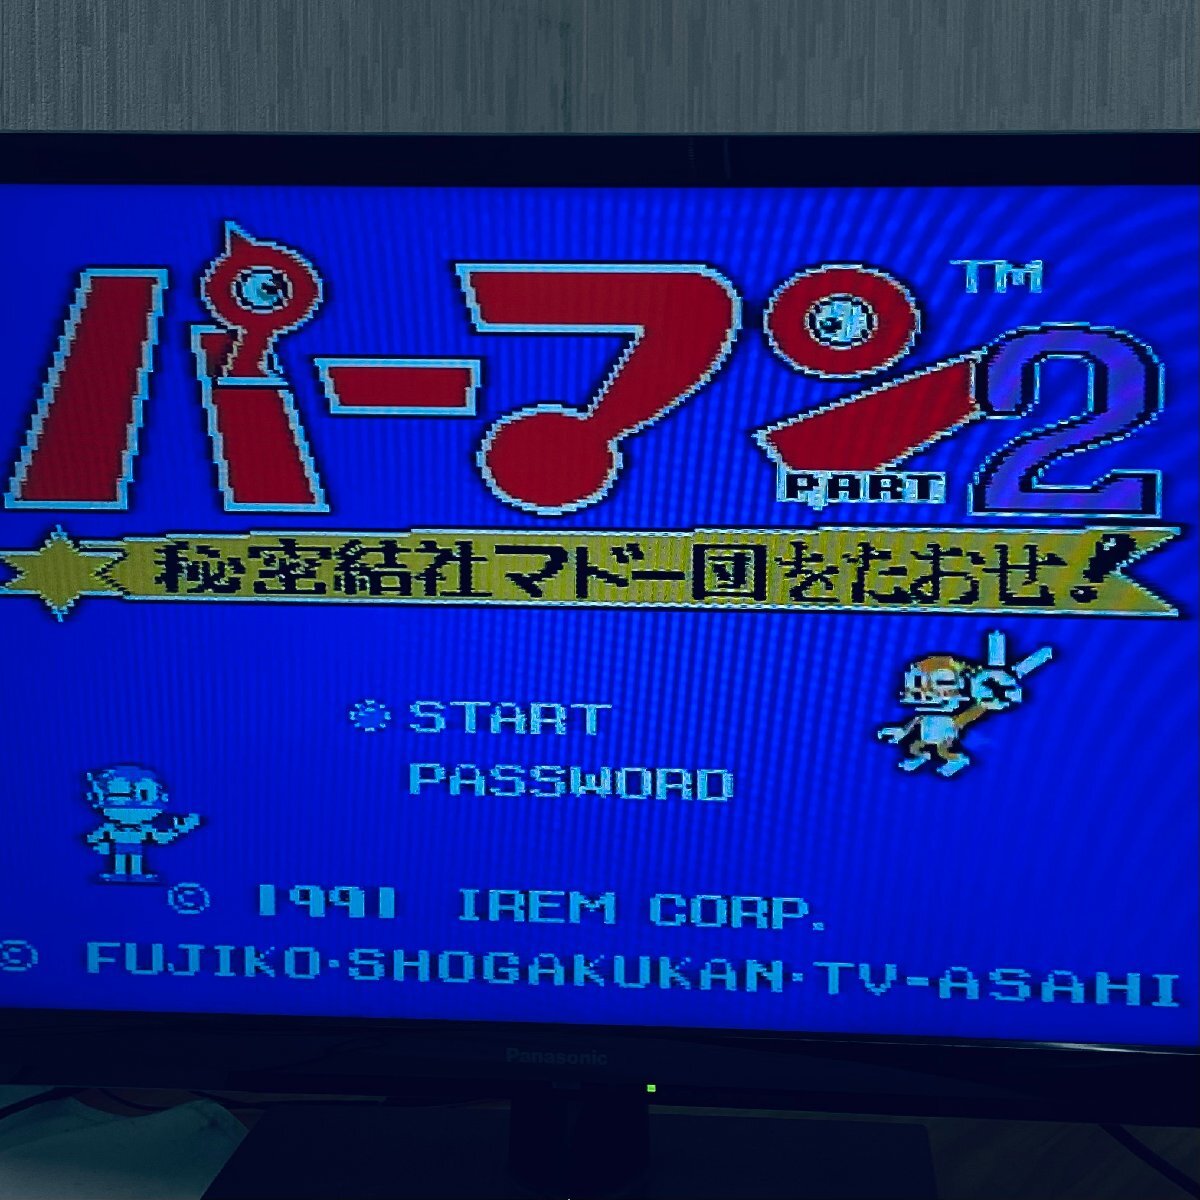 パーマン TM
PART 2
秘密結社マドー団をたおせ!
START
PASSWORD
© 1991 IREM CORP.
© FUJIKO·SHOGAKUKAN·TV-ASAHI
Panasonic